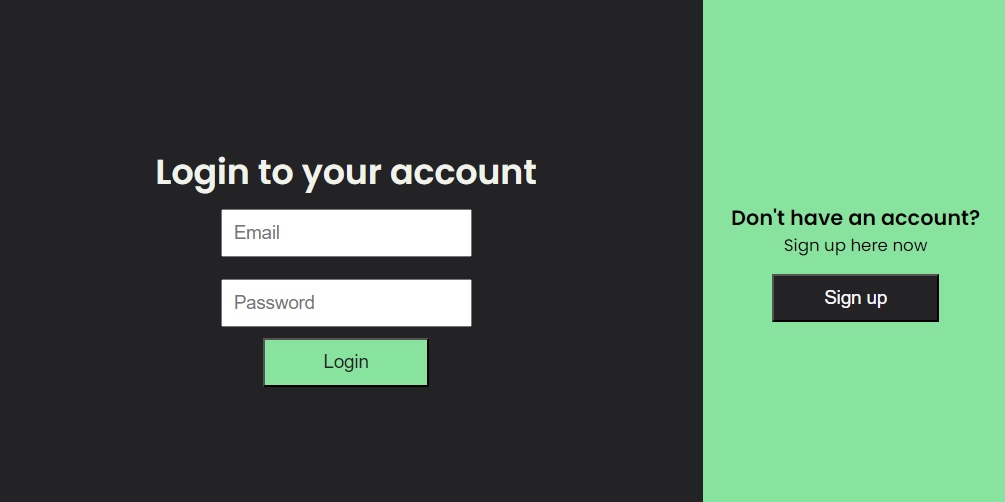 Login to your account
Email
Password
Login
Don't have an account?
Sign up here now
Sign up